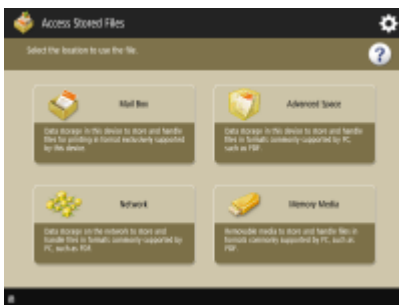 Access Stored Files
Select the location to use the file.
Mail Box
Data storage in this device to store and handle
files for printing in format exclusively supported
by this device.
Advanced Space
Data storage in this device to store and handle
files in formats commonly supported by PC,
such as PDF.
Network
Data storage on the network to store and
handle files in formats commonly supported by
PC, such as PDF.
Memory Media
Removable media to store and handle files in
formats commonly supported by PC, such as
PDF.